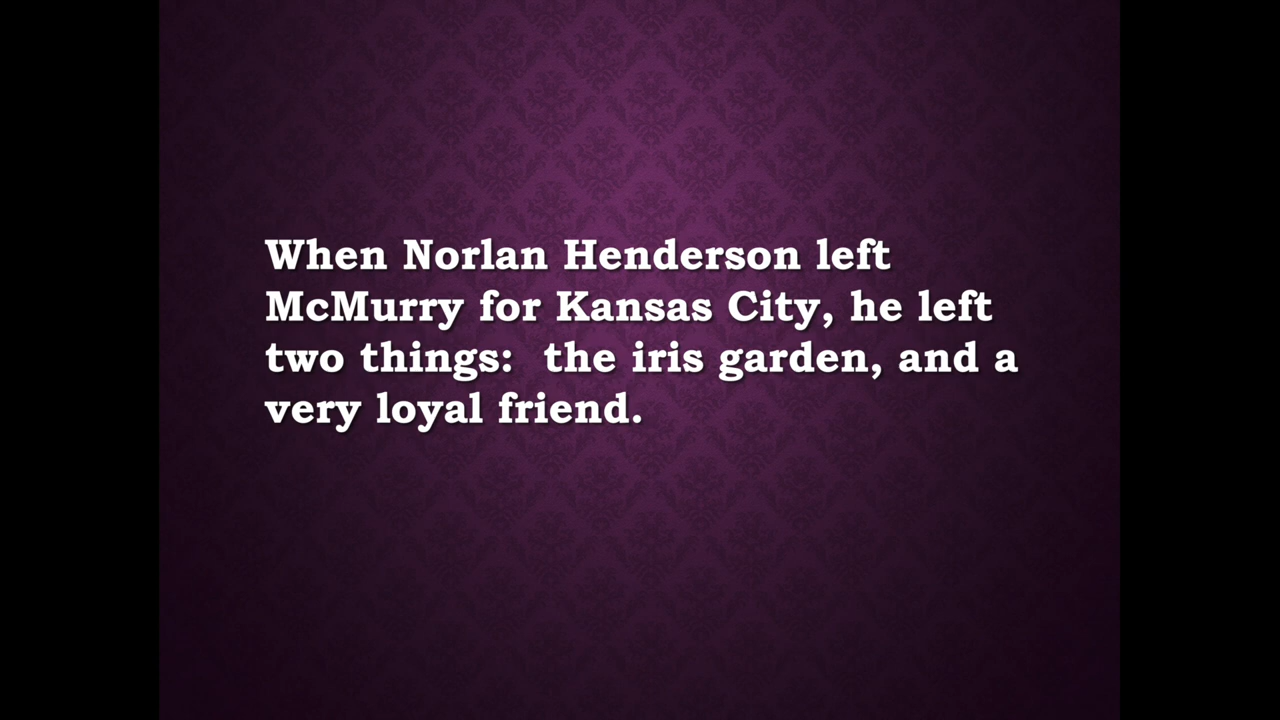 When Norlan Henderson left
McMurry for Kansas City, he left
two things:  the iris garden, and a
very loyal friend.